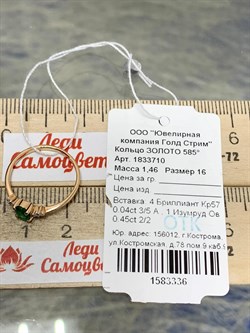 ООО "Ювелирная
компания Голд Стрим"
Кольцо ЗОЛОТО 585°
Арт. 1833710
Масса 1,46 Размер 16
Цена за гр.
Цена изд.
Вставка: 4 Бриллиант Кр57
0.04ct 3/5 А , 1 Изумруд Ов
0.45ct 2/2
ОТК
Юр. адрес: 156012, г Кострома,
ул.Костромская, д.78 пом.9 каб.
1583336
Леди
Самоцвет
Леди
Самоцвет